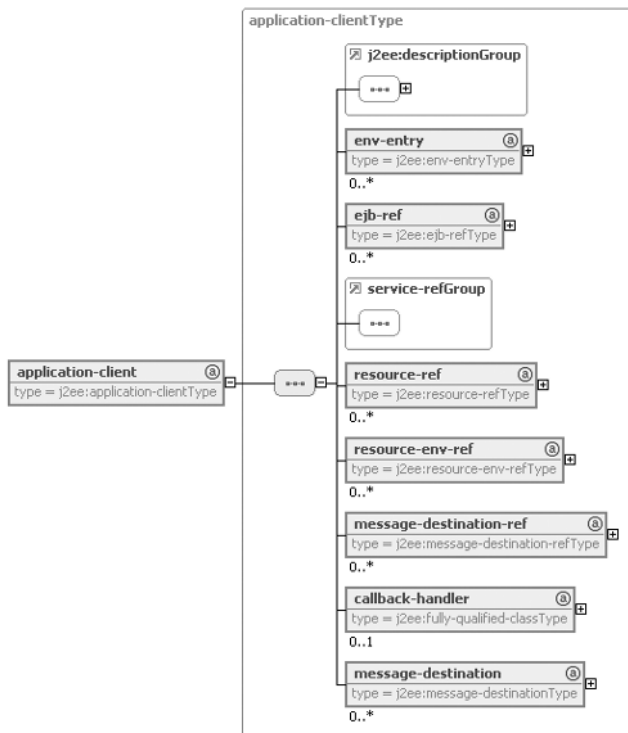 application-clientType
j2ee:descriptionGroup
env-entry
type = j2ee:env-entryType
0..*
ejb-ref
type = j2ee:ejb-refType
0..*
service-refGroup
application-client
type = j2ee:application-clientType
resource-ref
type = j2ee:resource-refType
0..*
resource-env-ref
type = j2ee:resource-env-refType
0..*
message-destination-ref
type = j2ee:message-destination-refType
0..*
callback-handler
type = j2ee:fully-qualified-classType
0..1
message-destination
type = j2ee:message-destinationType
0..*